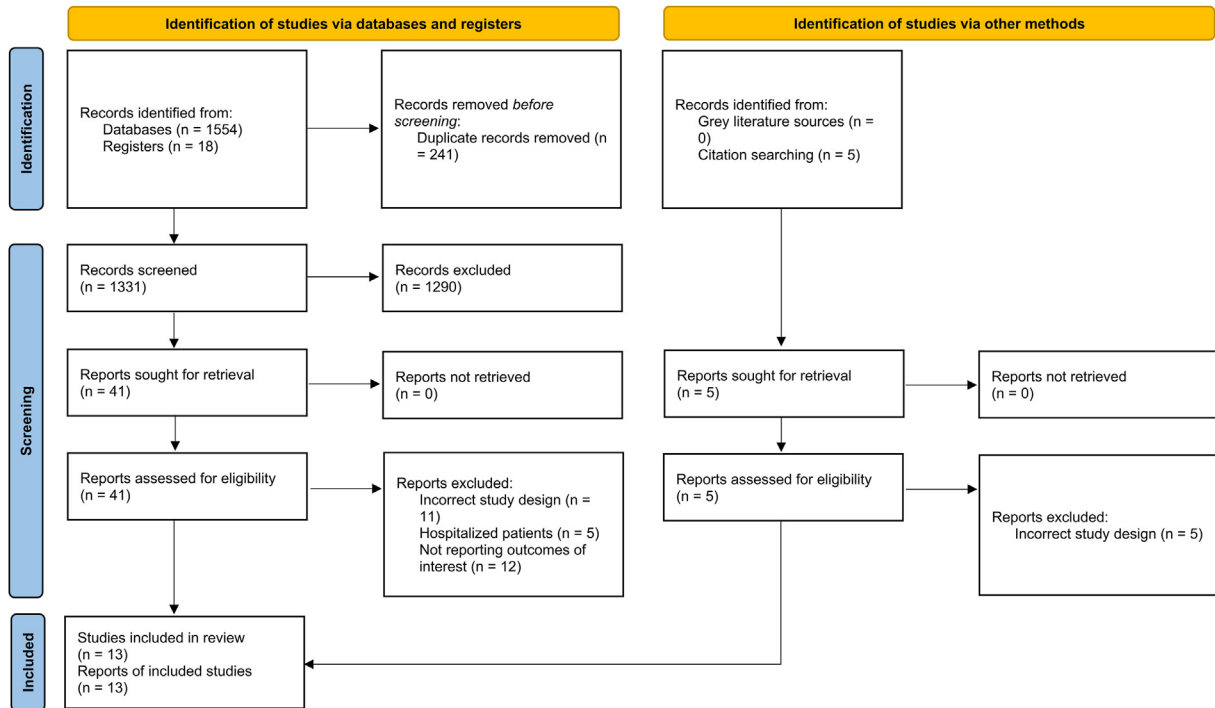 Identification of studies via databases and registers
Identification of studies via other methods
Identification
Records identified from:
Databases (n = 1554)
Registers (n = 18)
Records removed before
screening:
Duplicate records removed (n
= 241)
Records identified from:
Grey literature sources (n =
0)
Citation searching (n = 5)
Screening
Records screened
(n = 1331)
Records excluded
(n = 1290)
Reports sought for retrieval
(n = 41)
Reports not retrieved
(n = 0)
Reports sought for retrieval
(n = 5)
Reports not retrieved
(n = 0)
Reports assessed for eligibility
(n = 41)
Reports excluded:
Incorrect study design (n =
11)
Hospitalized patients (n = 5)
Not reporting outcomes of
interest (n = 12)
Reports assessed for eligibility
(n = 5)
Reports excluded:
Incorrect study design (n = 5)
Included
Studies included in review
(n = 13)
Reports of included studies
(n = 13)